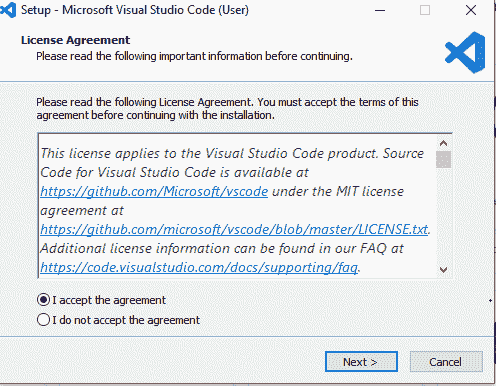 Setup - Microsoft Visual Studio Code (User)
License Agreement
Please read the following important information before continuing.
Please read the following License Agreement. You must accept the terms of this
agreement before continuing with the installation.
This license applies to the Visual Studio Code product. Source
Code for Visual Studio Code is available at
https://github.com/Microsoft/vscode under the MIT license
agreement at
https://github.com/microsoft/vscode/blob/master/LICENSE.txt.
Additional license information can be found in our FAQ at
https://code.visualstudio.com/docs/supporting/faq.
I accept the agreement
I do not accept the agreement
Next >
Cancel